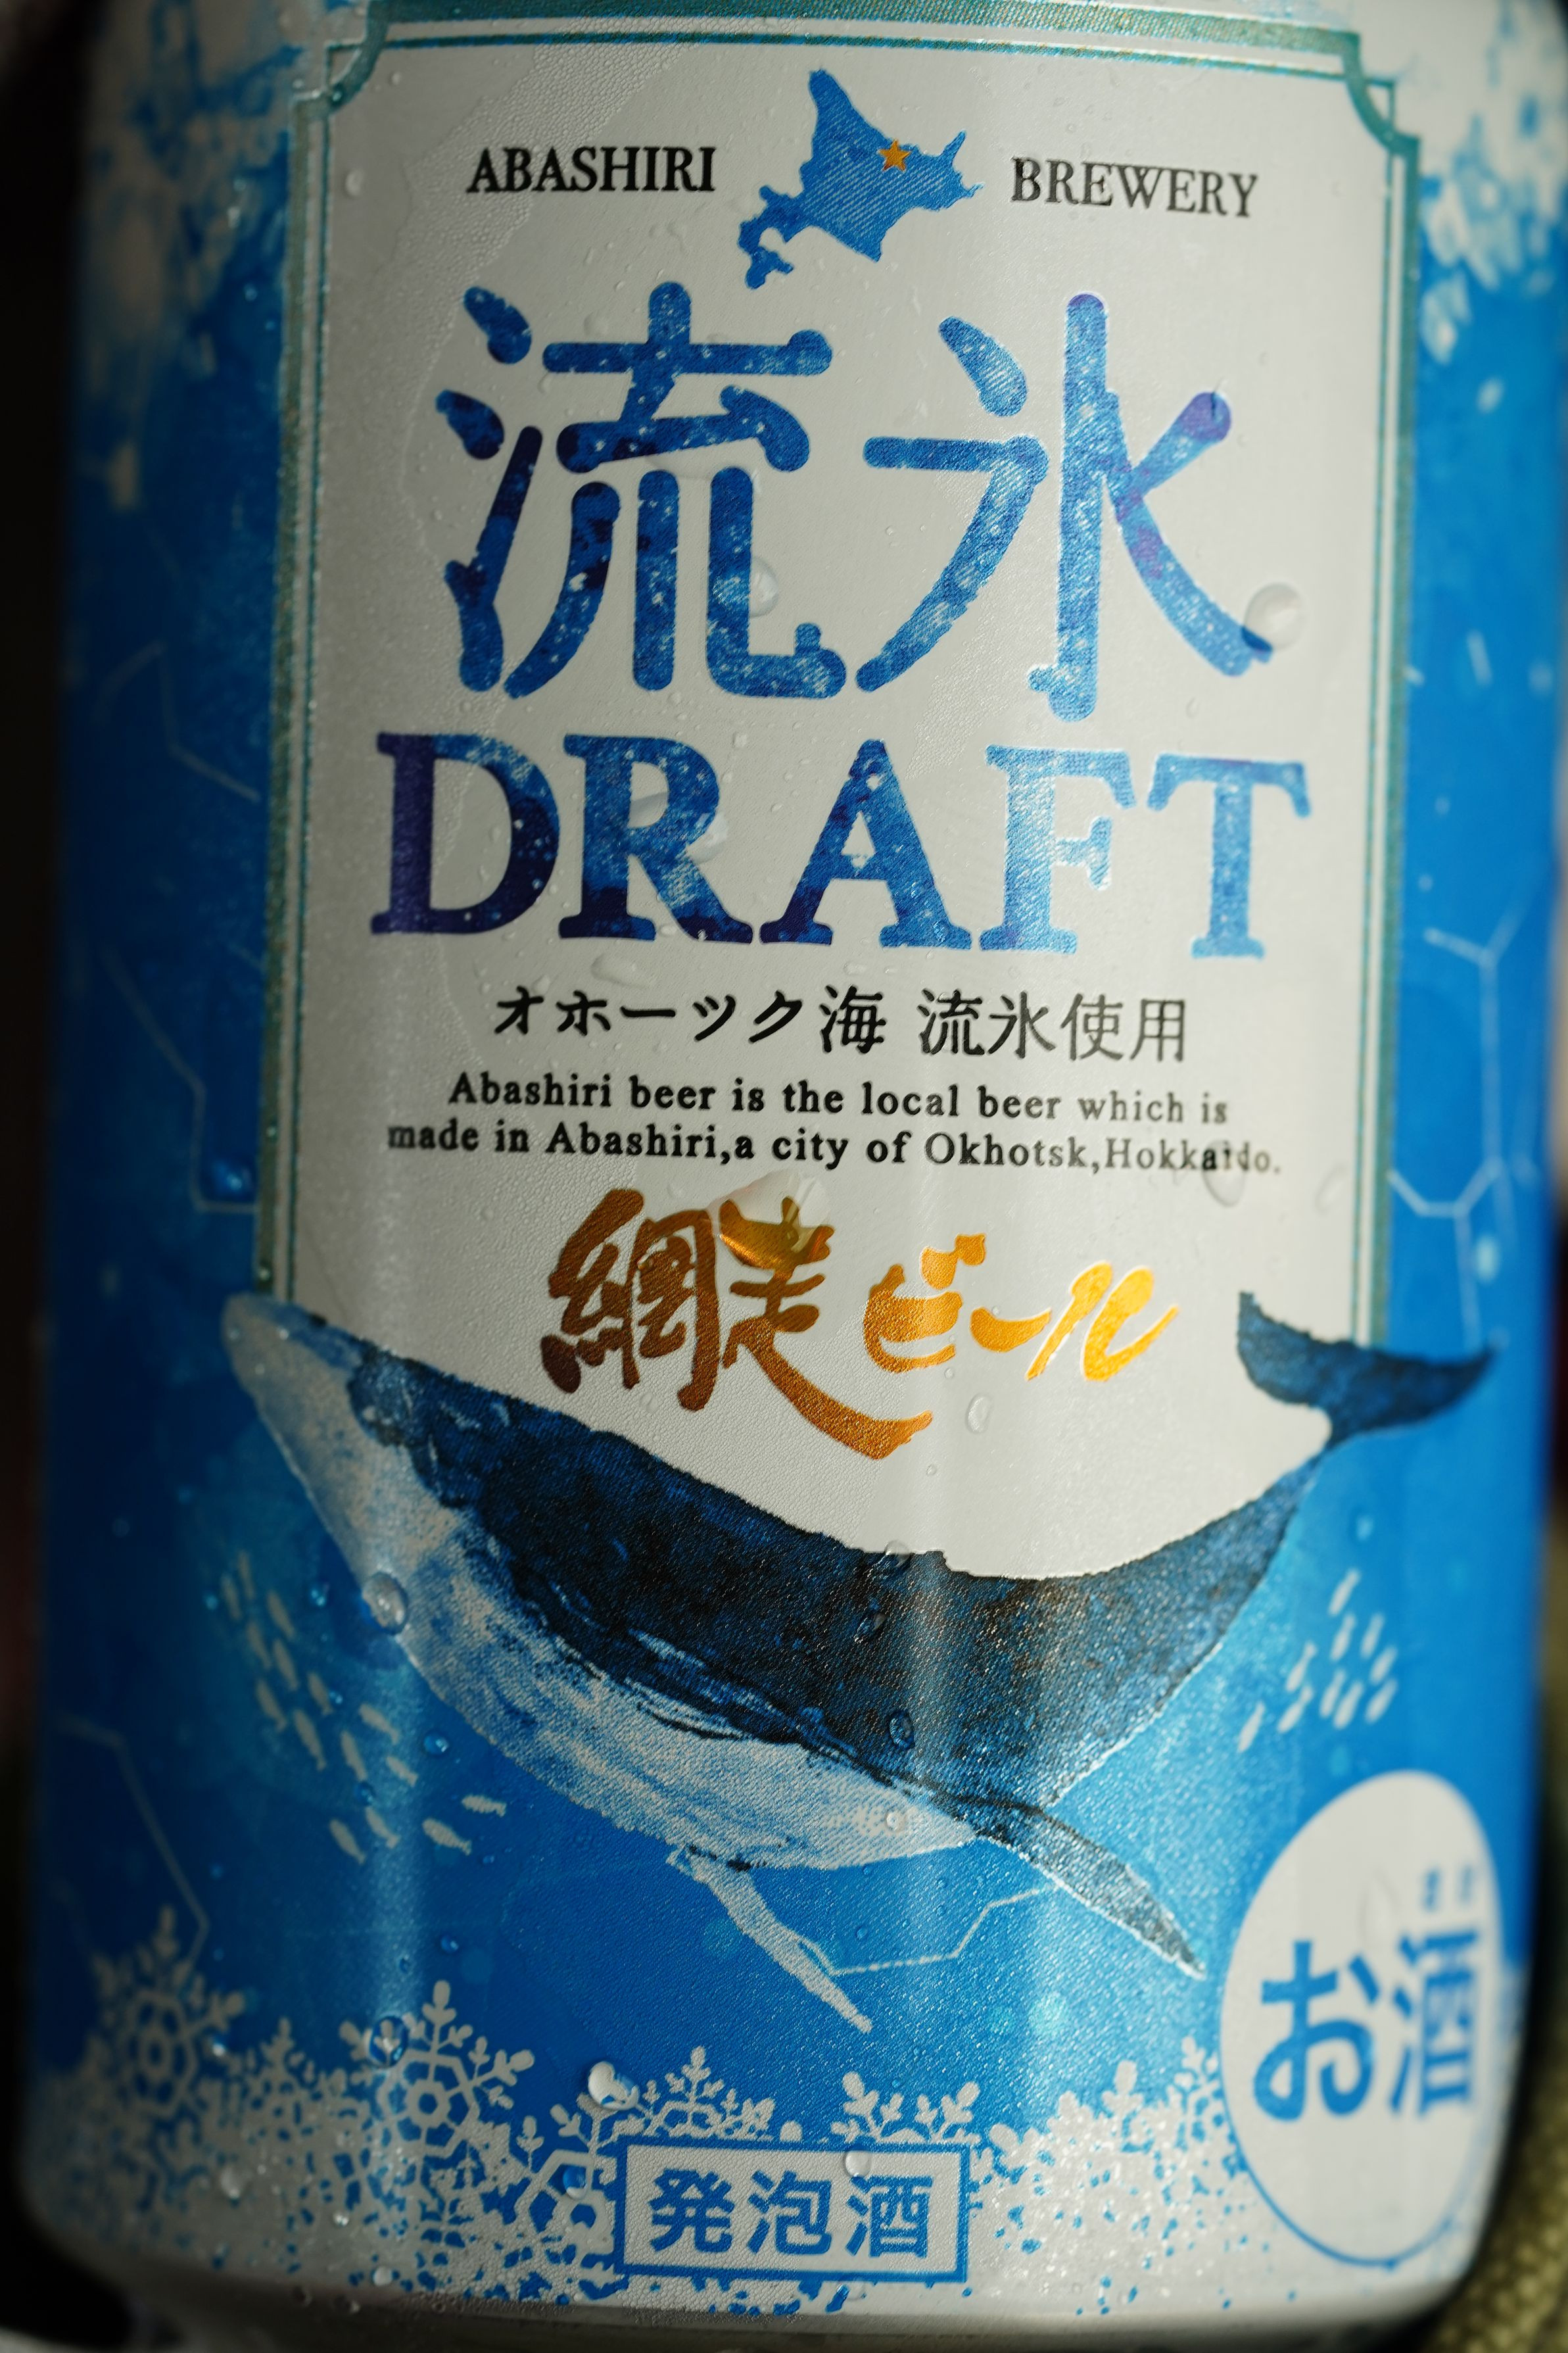 ABASHIRI BREWERY
流氷
DRAFT
オホーツク海 流氷使用
Abashiri beer is the local beer which is
made in Abashiri,a city of Okhotsk,Hokkaido.
網走ビール
お酒
発泡酒